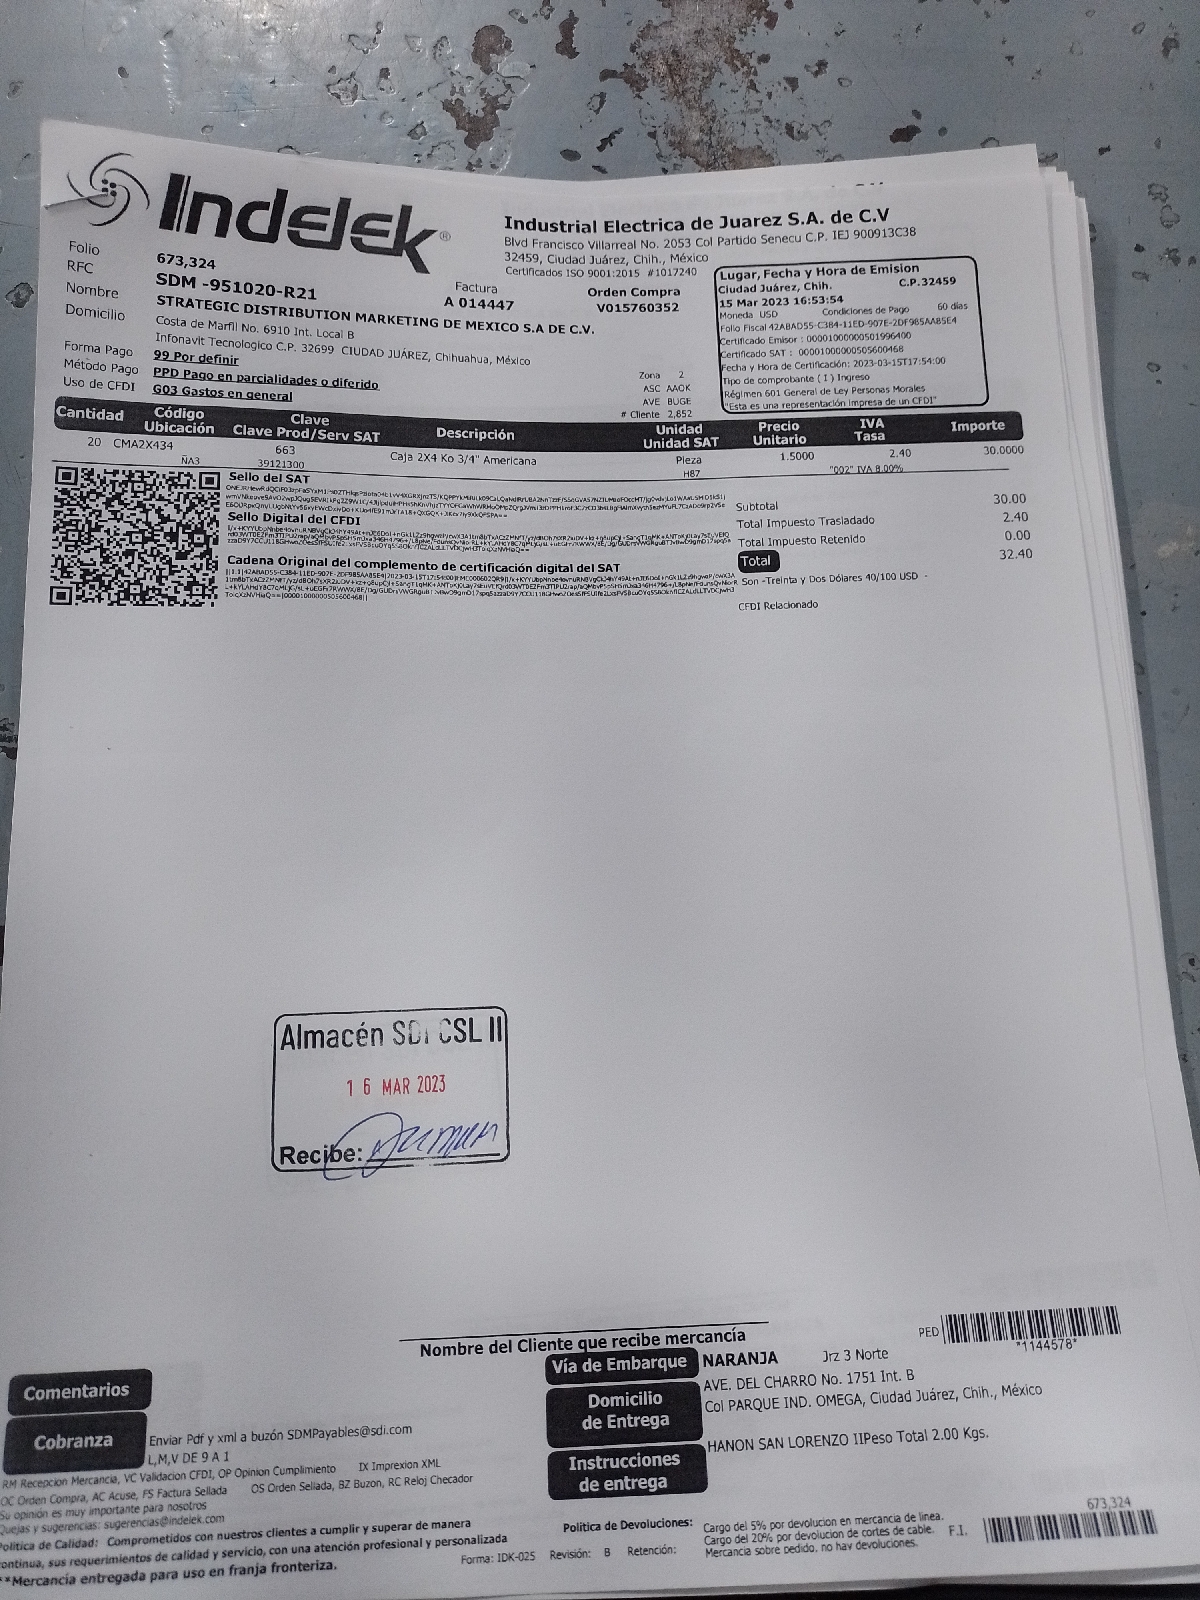 Indelek®
Industrial Electrica de Juarez S.A. de C.V
Blvd Francisco Villarreal No. 2053 Col Partido Senecu C.P. IEJ 900913C38
32459, Ciudad Juárez, Chih., México
Certificados ISO 9001:2015 #1017240
Folio 673,324
RFC SDM -951020-R21
Factura
A 014447
Orden Compra
V015760352
Nombre STRATEGIC DISTRIBUTION MARKETING DE MEXICO S.A DE C.V.
Domicilio Costa de Marfil No. 6910 Int. Local B
Infonavit Tecnologico C.P. 32699 CIUDAD JUÁREZ, Chihuahua, México
Forma Pago 99 Por definir
Método Pago PPD Pago en parcialidades o diferido
Uso de CFDI G03 Gastos en general
Zona 2
ASC AAOK
AVE BUGE
# Cliente 2,852
Lugar, Fecha y Hora de Emision
Ciudad Juárez, Chih. C.P.32459
15 Mar 2023 16:53:54
Moneda USD Condiciones de Pago 60 días
Folio Fiscal 42ABAD55-C384-11ED-907E-2DF985AAB5E4
Certificado Emisor : 00001000000501996400
Certificado SAT : 00001000000505600468
Fecha y Hora de Certificación: 2023-03-15T17:54:00
Tipo de comprobante ( I ) Ingreso
Régimen 601 General de Ley Personas Morales
"Esta es una representación impresa de un CFDI"
Cantidad Código Ubicación Clave Clave Prod/Serv SAT Descripción Unidad Unidad SAT Precio Unitario IVA Tasa Importe
20 CMA2X434 663 Caja 2X4 Ko 3/4" Americana Pieza 1.5000 2.40 30.0000
ÑA3 39121300 H87 "002" IVA 8.00%
Sello del SAT
Sello Digital del CFDI
Cadena Original del complemento de certificación digital del SAT
Subtotal 30.00
Total Impuesto Trasladado 2.40
Total Impuesto Retenido 0.00
Total 32.40
Son -Treinta y Dos Dólares 40/100 USD -
CFDI Relacionado
Almacén SDI CSL II
16 MAR 2023
Recibe:
Nombre del Cliente que recibe mercancía
PED
*1144578*
Vía de Embarque NARANJA Jrz 3 Norte
Domicilio de Entrega AVE. DEL CHARRO No. 1751 Int. B
Col PARQUE IND. OMEGA, Ciudad Juárez, Chih., México
Instrucciones de entrega HANON SAN LORENZO IIPeso Total 2.00 Kgs.
Comentarios
Cobranza Enviar Pdf y xml a buzón SDMPayables@sdi.com
L,M,V DE 9 A 1
RM Recepcion Mercancia, VC Validacion CFDI, OP Opinion Cumplimiento IX Imprexion XML
OC Orden Compra, AC Acuse, FS Factura Sellada OS Orden Sellada, BZ Buzon, RC Reloj Checador
Su opinión es muy importante para nosotros
Quejas y sugerencias: sugerencias@indelek.com
Política de Calidad: Comprometidos con nuestros clientes a cumplir y superar de manera
continua, sus requerimientos de calidad y servicio, con una atención profesional y personalizada
**Mercancía entregada para uso en franja fronteriza.
Forma: IDK-025 Revisión: B Retención:
Política de Devoluciones: Cargo del 5% por devolucion en mercancia de linea.
Cargo del 20% por devolucion de cortes de cable.
Mercancia sobre pedido, no hay devoluciones.
F.I.
673,324